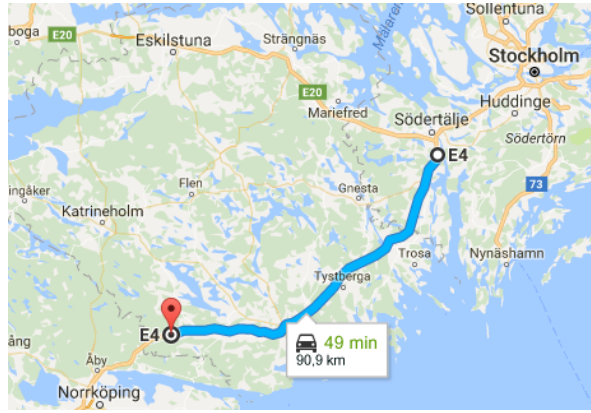 Sollentuna
boga
E20
Eskilstuna
Strängnäs
Mälaren
Stockholm
E20
Mariefred
Huddinge
Södertälje
Södertörn
E4
ingåker
Flen
Gnesta
73
Katrineholm
Trosa
Nynäshamn
Tystberga
E4
49 min
90,9 km
ång
Åby
Norrköping